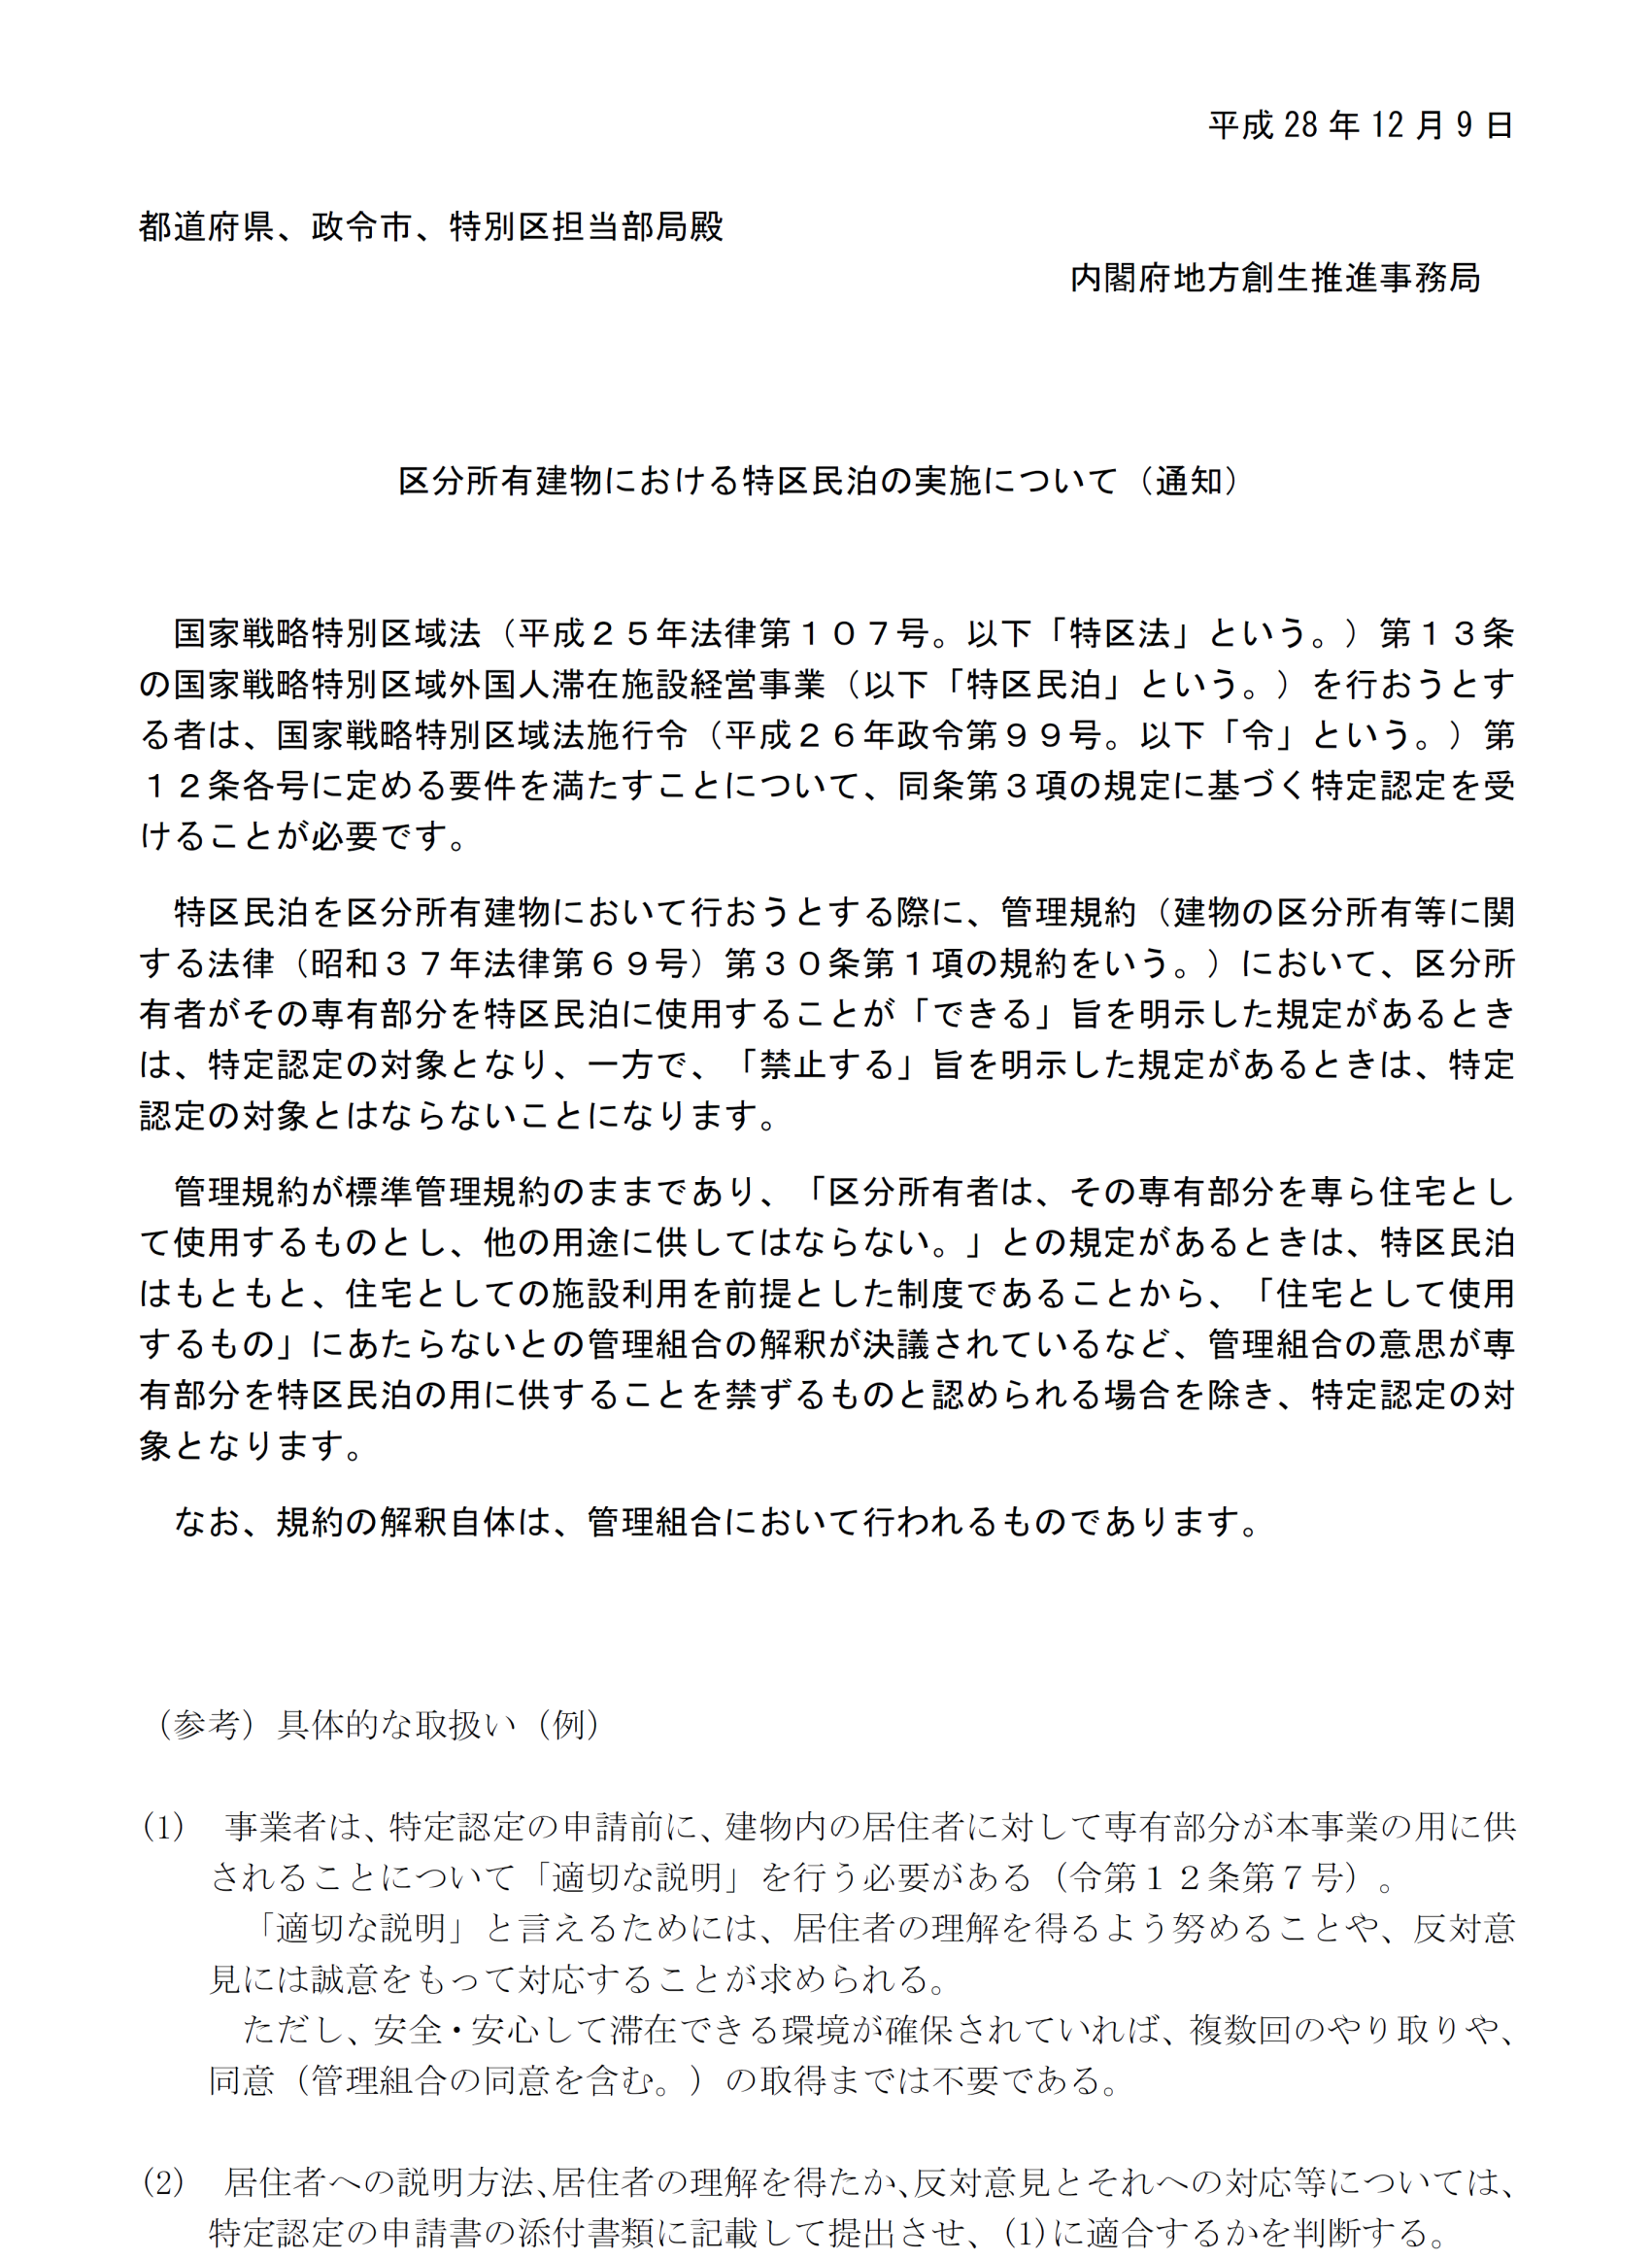 平成 28 年 12 月 9 日
都道府県、政令市、特別区担当部局殿
内閣府地方創生推進事務局
区分所有建物における特区民泊の実施について（通知）
国家戦略特別区域法（平成２５年法律第１０７号。以下「特区法」という。）第１３条
の国家戦略特別区域外国人滞在施設経営事業（以下「特区民泊」という。）を行おうとす
る者は、国家戦略特別区域法施行令（平成２６年政令第９９号。以下「令」という。）第
１２条各号に定める要件を満たすことについて、同条第３項の規定に基づく特定認定を受
けることが必要です。
特区民泊を区分所有建物において行おうとする際に、管理規約（建物の区分所有等に関
する法律（昭和３７年法律第６９号）第３０条第１項の規約をいう。）において、区分所
有者がその専有部分を特区民泊に使用することが「できる」旨を明示した規定があるとき
は、特定認定の対象となり、一方で、「禁止する」旨を明示した規定があるときは、特定
認定の対象とはならないことになります。
管理規約が標準管理規約のままであり、「区分所有者は、その専有部分を専ら住宅とし
て使用するものとし、他の用途に供してはならない。」との規定があるときは、特区民泊
はもともと、住宅としての施設利用を前提とした制度であることから、「住宅として使用
するもの」にあたらないとの管理組合の解釈が決議されているなど、管理組合の意思が専
有部分を特区民泊の用に供することを禁ずるものと認められる場合を除き、特定認定の対
象となります。
なお、規約の解釈自体は、管理組合において行われるものであります。
（参考）具体的な取扱い（例）
(1)　事業者は、特定認定の申請前に、建物内の居住者に対して専有部分が本事業の用に供
されることについて「適切な説明」を行う必要がある（令第１２条第７号）。
「適切な説明」と言えるためには、居住者の理解を得るよう努めることや、反対意
見には誠意をもって対応することが求められる。
ただし、安全・安心して滞在できる環境が確保されていれば、複数回のやり取りや、
同意（管理組合の同意を含む。）の取得までは不要である。
(2)　居住者への説明方法、居住者の理解を得たか、反対意見とそれへの対応等については、
特定認定の申請書の添付書類に記載して提出させ、(1)に適合するかを判断する。